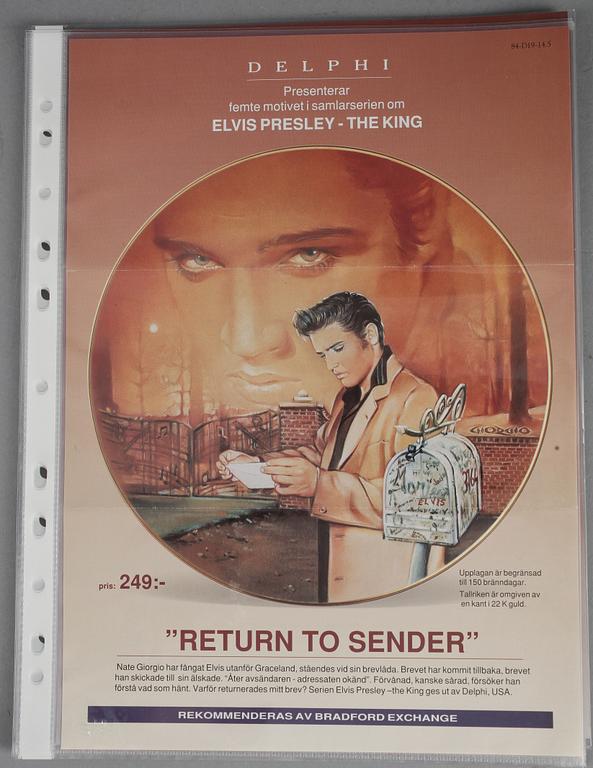 84-D19-14.5
DELPHI
Presenterar
femte motivet i samlarserien om
ELVIS PRESLEY - THE KING
GIORGIO
ELVIS
pris: 249:-
Upplagan är begränsad
till 150 bränndagar.
Tallriken är omgiven av
en kant i 22 K guld.
”RETURN TO SENDER”
Nate Giorgio har fångat Elvis utanför Graceland, ståendes vid sin brevlåda. Brevet har kommit tillbaka, brevet
han skickade till sin älskade. “Åter avsändaren - adressaten okänd”. Förvånad, kanske sårad, försöker han
förstå vad som hänt. Varför returnerades mitt brev? Serien Elvis Presley –the King ges ut av Delphi, USA.
REKOMMENDERAS AV BRADFORD EXCHANGE